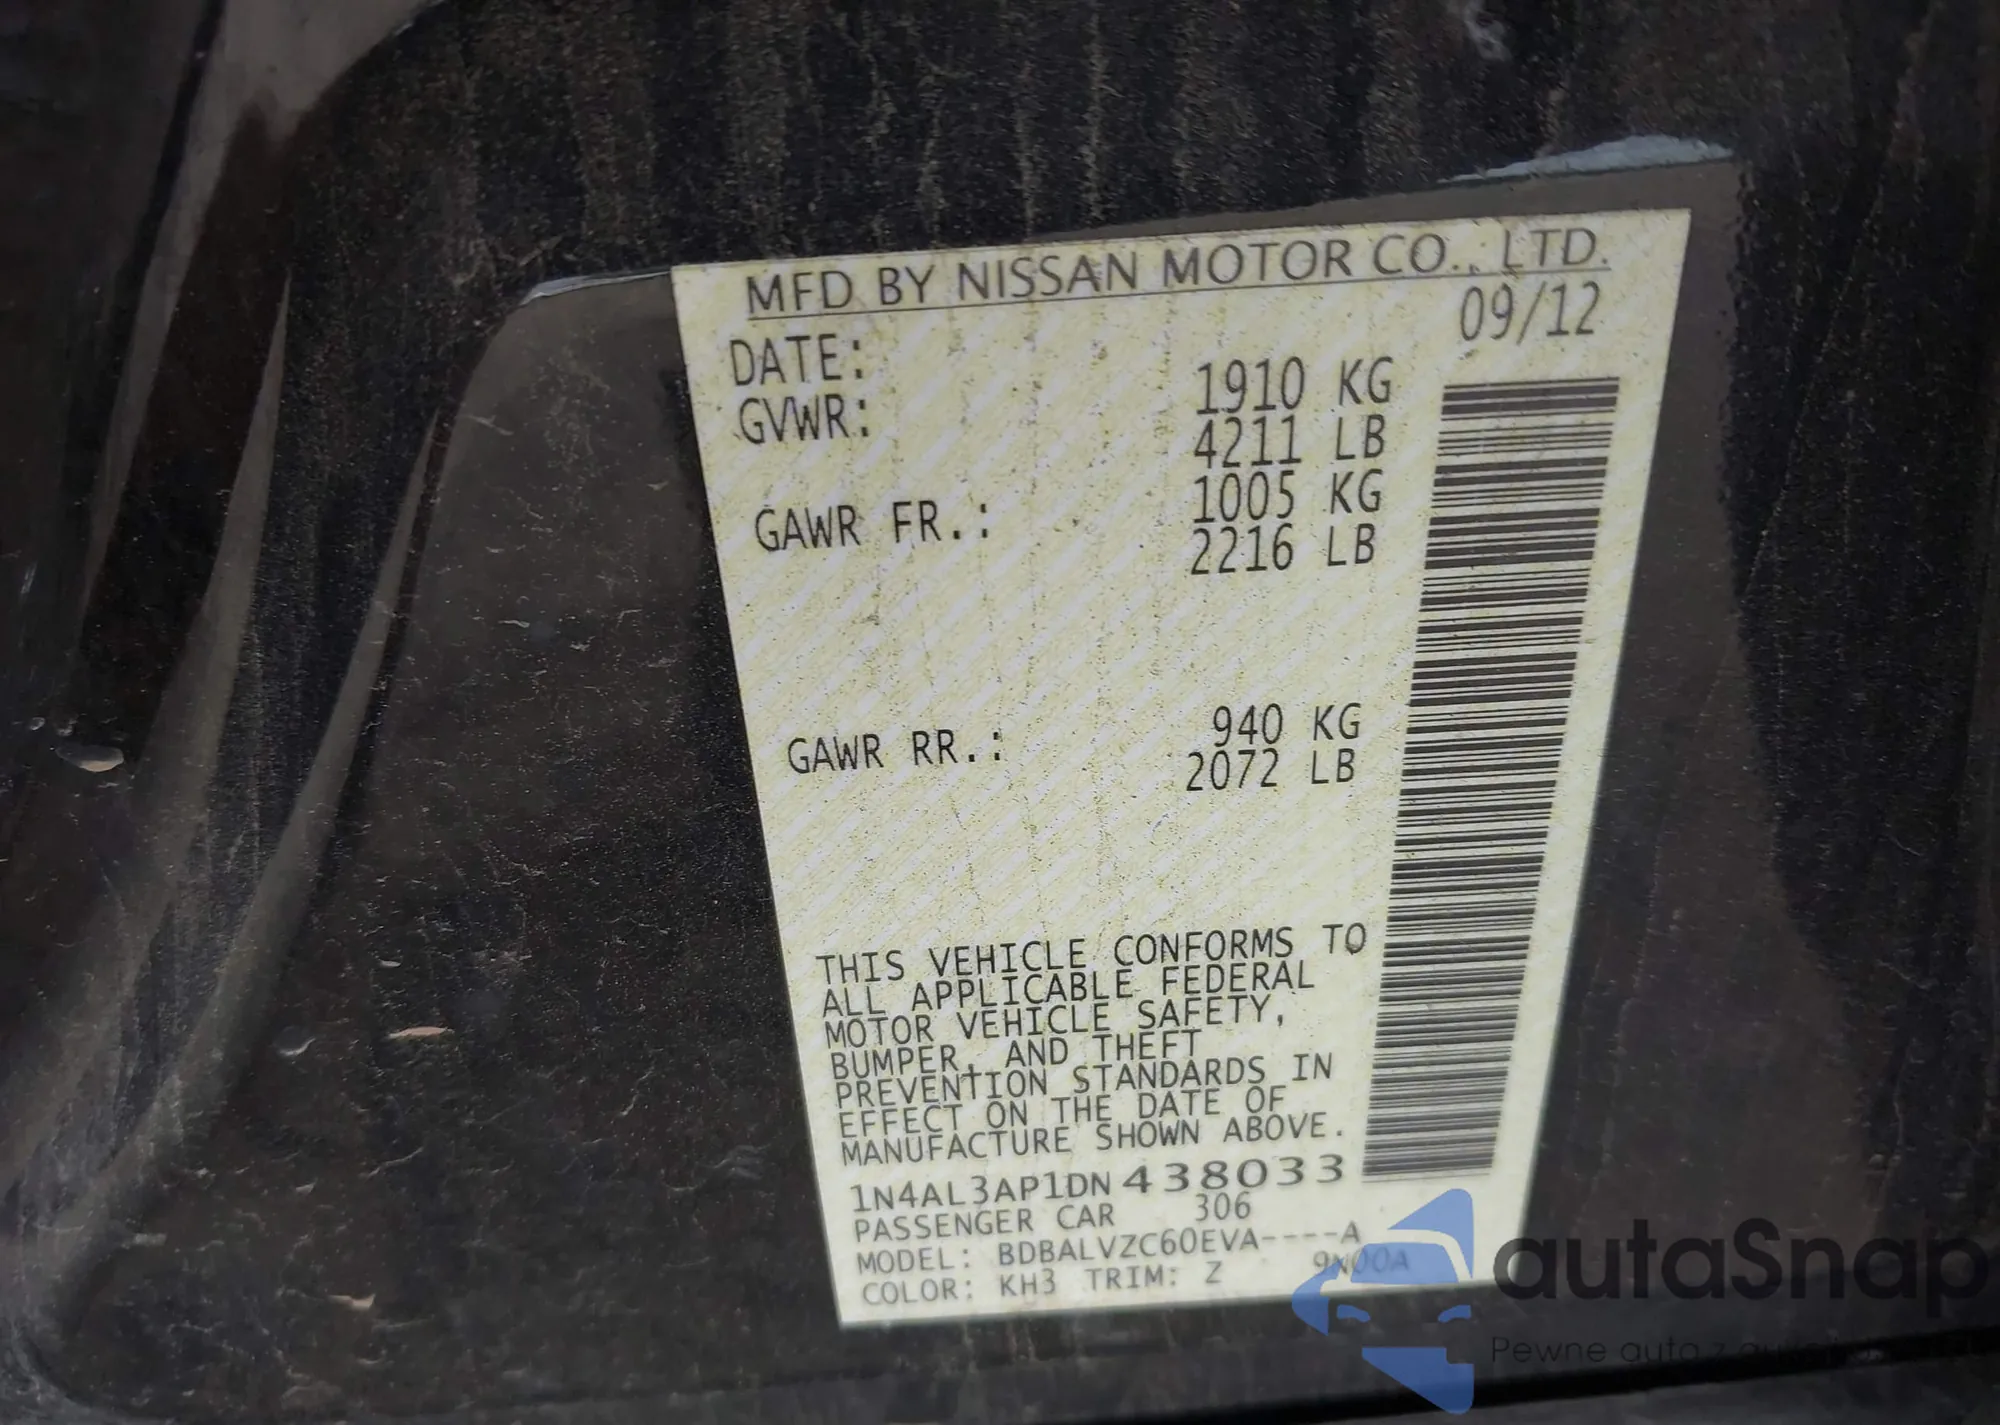 MFD BY NISSAN MOTOR CO., LTD.
DATE: 09/12
GVWR: 1910 KG
4211 LB
GAWR FR.: 1005 KG
2216 LB
GAWR RR.: 940 KG
2072 LB
THIS VEHICLE CONFORMS TO
ALL APPLICABLE FEDERAL
MOTOR VEHICLE SAFETY,
BUMPER, AND THEFT
PREVENTION STANDARDS IN
EFFECT ON THE DATE OF
MANUFACTURE SHOWN ABOVE.
1N4AL3AP1DN438033
PASSENGER CAR 306
MODEL: BDBALVZC60EVA----A
COLOR: KH3 TRIM: Z 9N00A
autaSnap
Pewne auta z